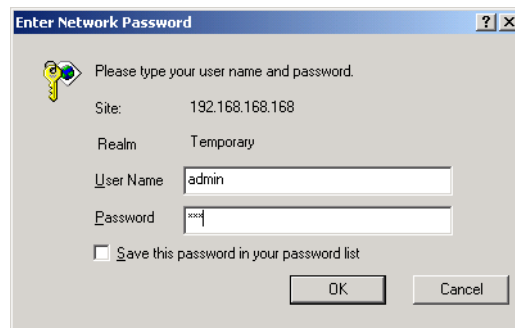 Enter Network Password
Please type your user name and password.
Site: 192.168.168.168
Realm Temporary
User Name admin
Password ***
Save this password in your password list
OK Cancel